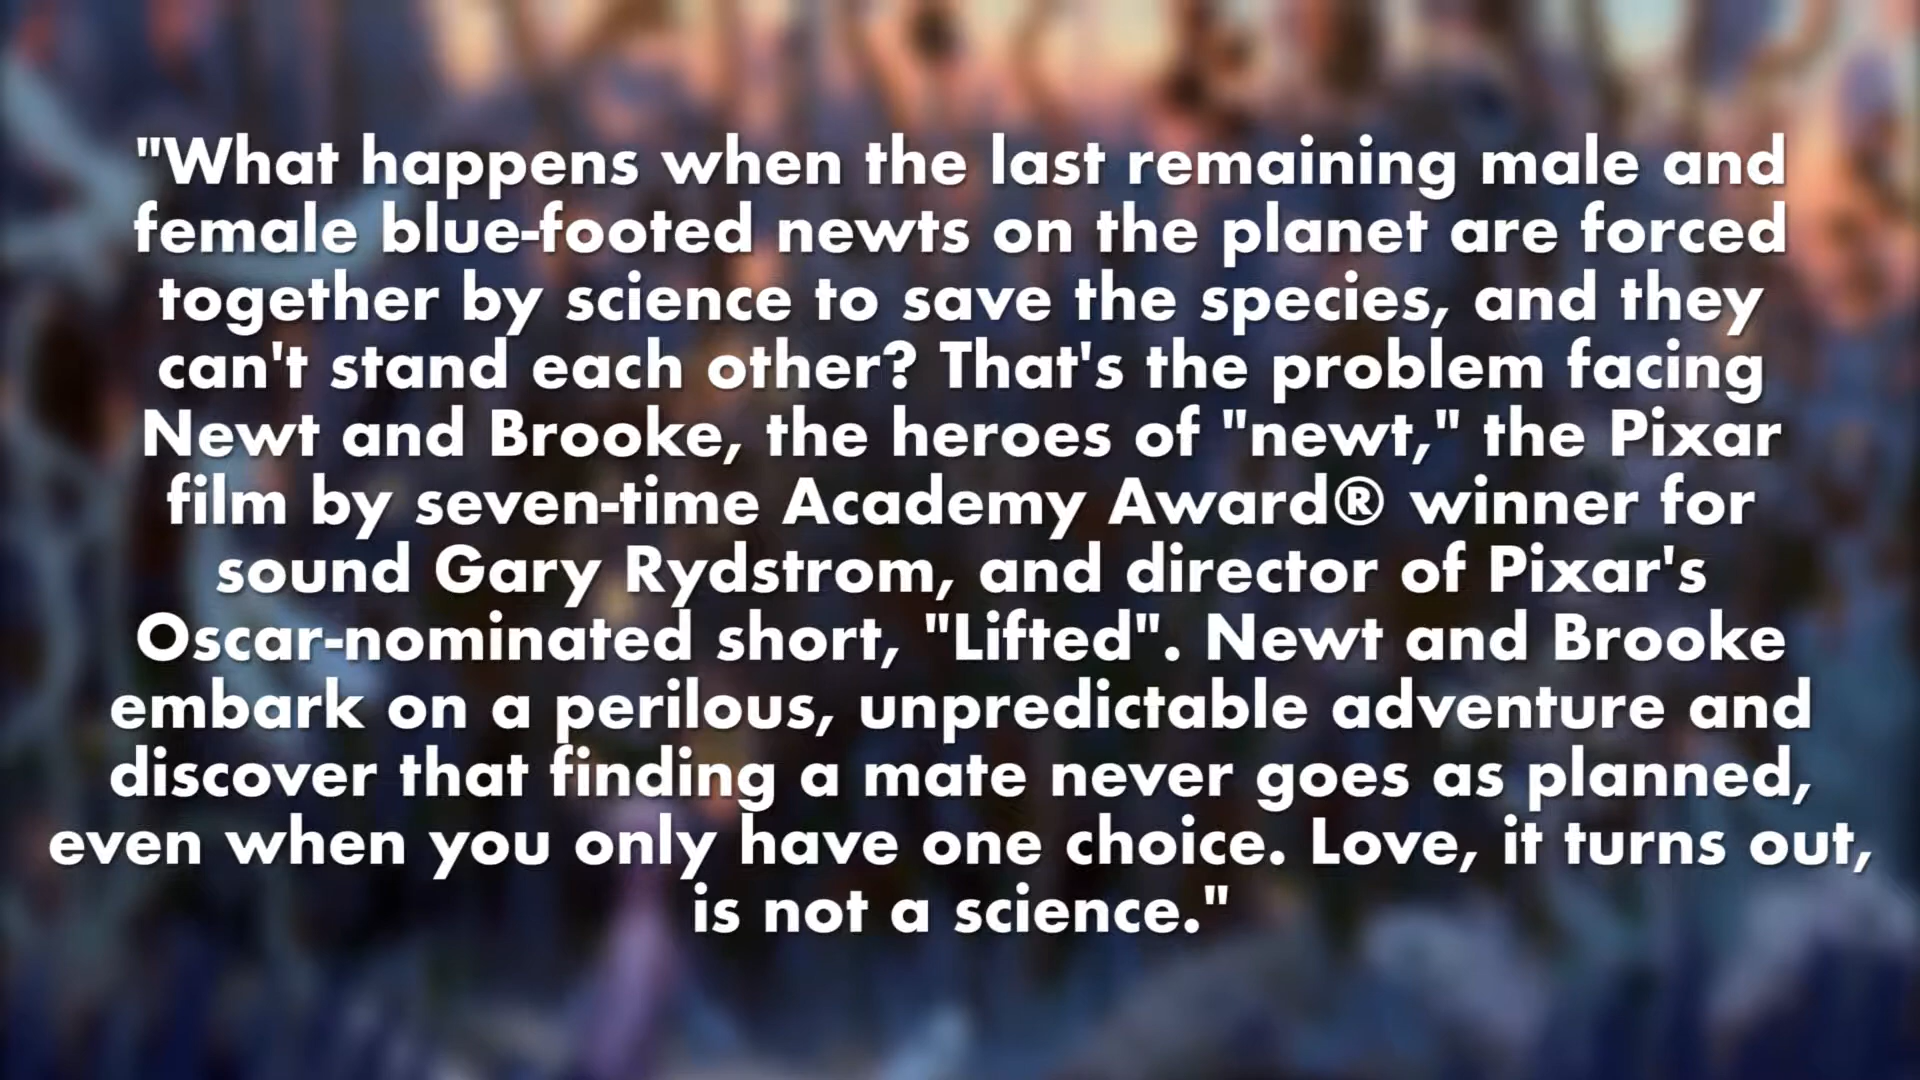 "What happens when the last remaining male and
female blue-footed newts on the planet are forced
together by science to save the species, and they
can't stand each other? That's the problem facing
Newt and Brooke, the heroes of "newt," the Pixar
film by seven-time Academy Award® winner for
sound Gary Rydstrom, and director of Pixar's
Oscar-nominated short, "Lifted". Newt and Brooke
embark on a perilous, unpredictable adventure and
discover that finding a mate never goes as planned,
even when you only have one choice. Love, it turns out,
is not a science."